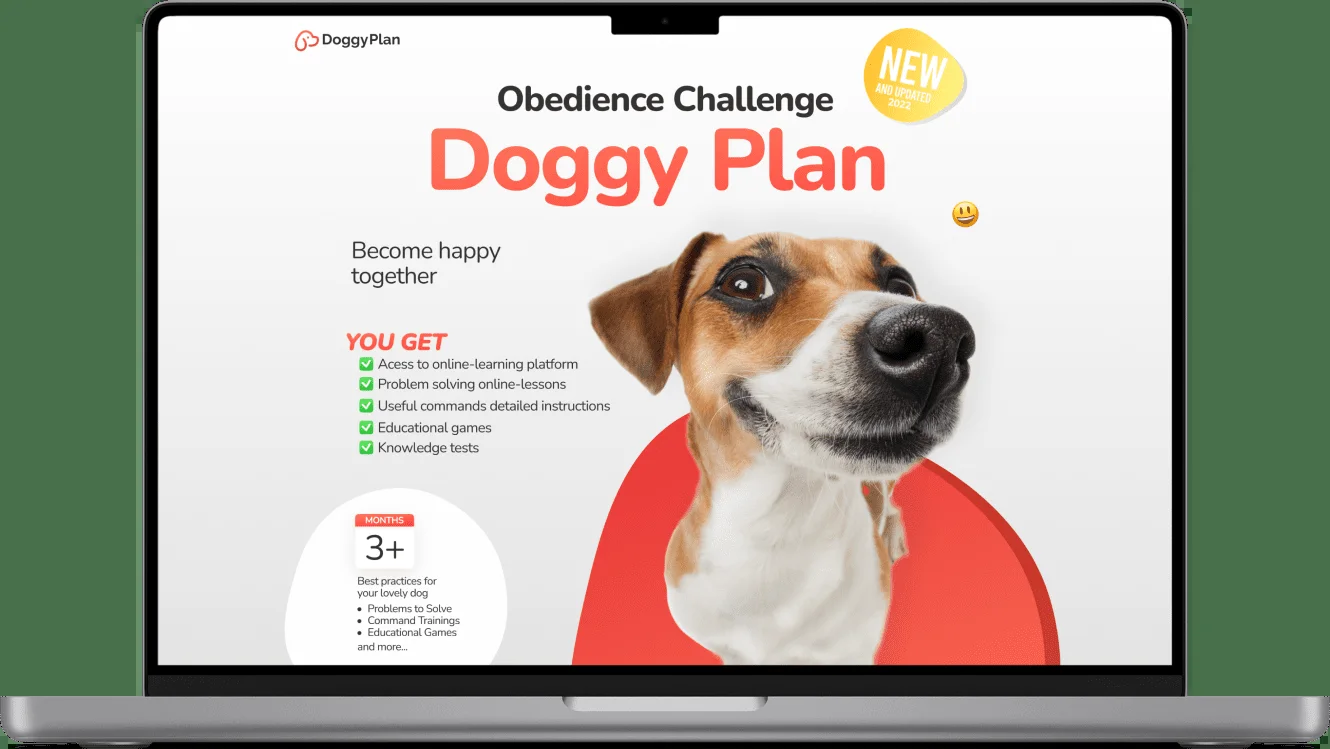 DoggyPlan
NEW
AND UPDATED
2022
Obedience Challenge
Doggy Plan
Become happy
together
YOU GET
Acess to online-learning platform
Problem solving online-lessons
Useful commands detailed instructions
Educational games
Knowledge tests
MONTHS
3+
Best practices for
your lovely dog
Problems to Solve
Command Trainings
Educational Games
and more...